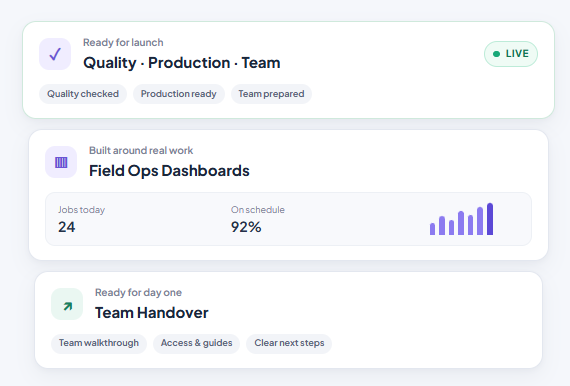 Ready for launch
Quality · Production · Team
LIVE
Quality checked
Production ready
Team prepared
Built around real work
Field Ops Dashboards
Jobs today
On schedule
24
92%
Ready for day one
Team Handover
Team walkthrough
Access & guides
Clear next steps